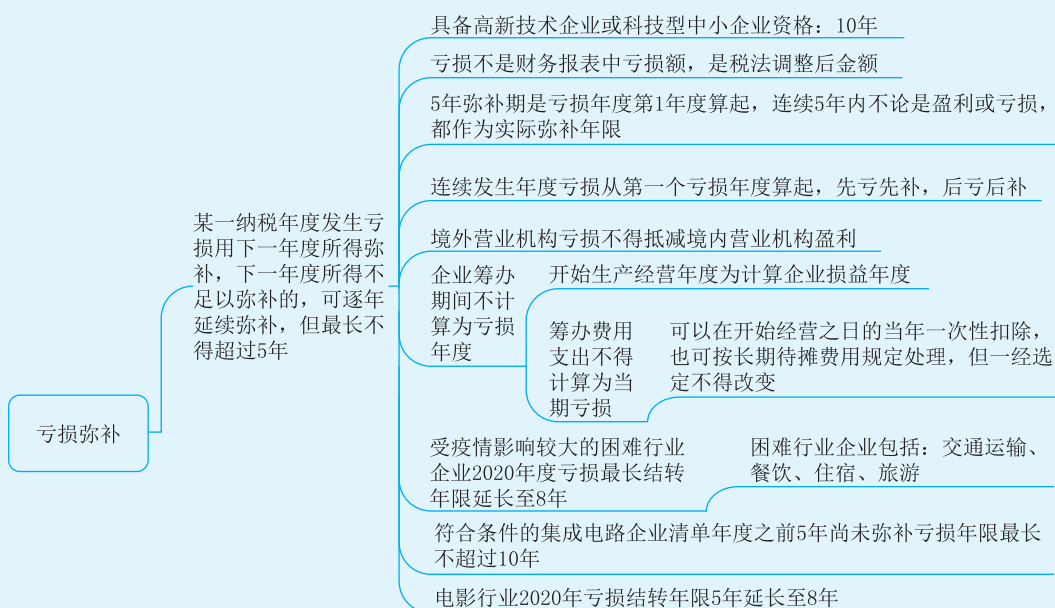 亏损弥补
某一纳税年度发生亏
损用下一年度所得弥
补，下一年度所得不
足以弥补的，可逐年
延续弥补，但最长不
得超过5年
具备高新技术企业或科技型中小企业资格：10年
亏损不是财务报表中亏损额，是税法调整后金额
5年弥补期是亏损年度第1年度算起，连续5年内不论是盈利或亏损，
都作为实际弥补年限
连续发生年度亏损从第一个亏损年度算起，先亏先补，后亏后补
境外营业机构亏损不得抵减境内营业机构盈利
企业筹办
期间不计
算为亏损
年度
开始生产经营年度为计算企业损益年度
筹办费用
支出不得
计算为当
期亏损
可以在开始经营之日的当年一次性扣除，
也可按长期待摊费用规定处理，但一经选
定不得改变
受疫情影响较大的困难行业
企业2020年度亏损最长结转
年限延长至8年
困难行业企业包括：交通运输、
餐饮、住宿、旅游
符合条件的集成电路企业清单年度之前5年尚未弥补亏损年限最长
不超过10年
电影行业2020年亏损结转年限5年延长至8年